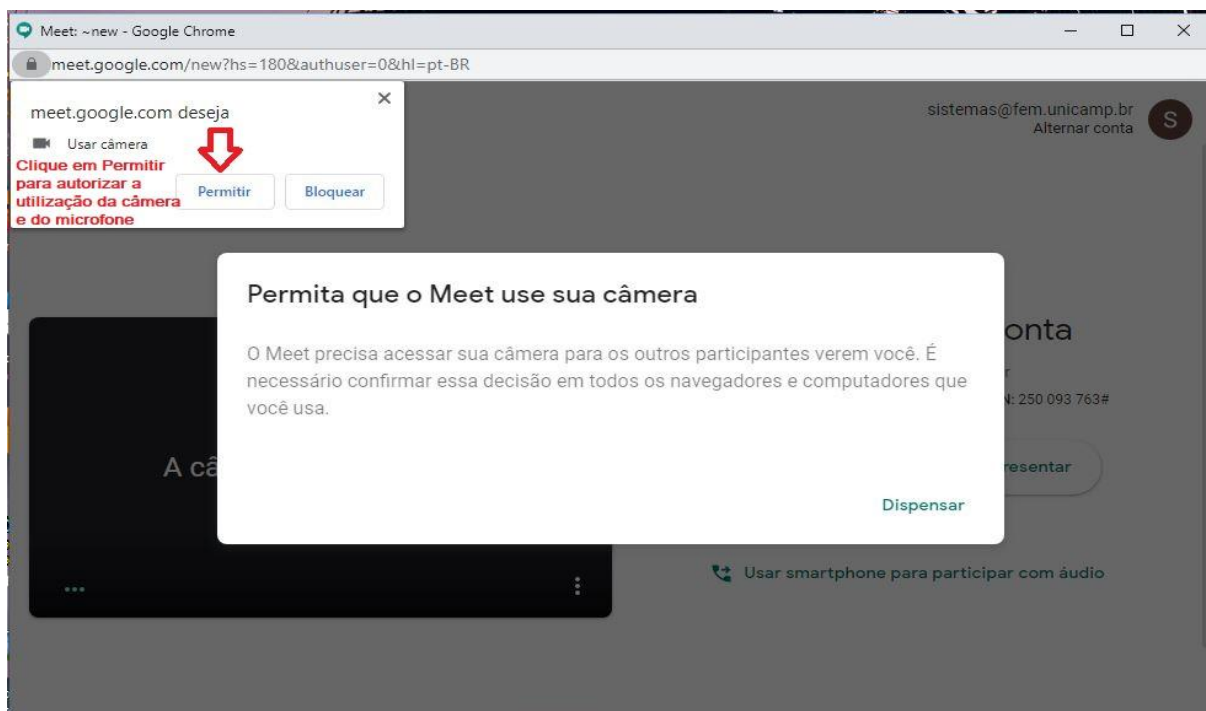 Meet: ~new - Google Chrome
meet.google.com/new?hs=180&authuser=0&hl=pt-BR
meet.google.com deseja
Usar câmera
Clique em Permitir
para autorizar a
utilização da câmera
e do microfone
Permitir
Bloquear
sistemas@fem.unicamp.br
Alternar conta
S
Permita que o Meet use sua câmera
O Meet precisa acessar sua câmera para os outros participantes verem você. É
necessário confirmar essa decisão em todos os navegadores e computadores que
você usa.
Dispensar
A câ
onta
r
N: 250 093 763#
resentar
Usar smartphone para participar com áudio